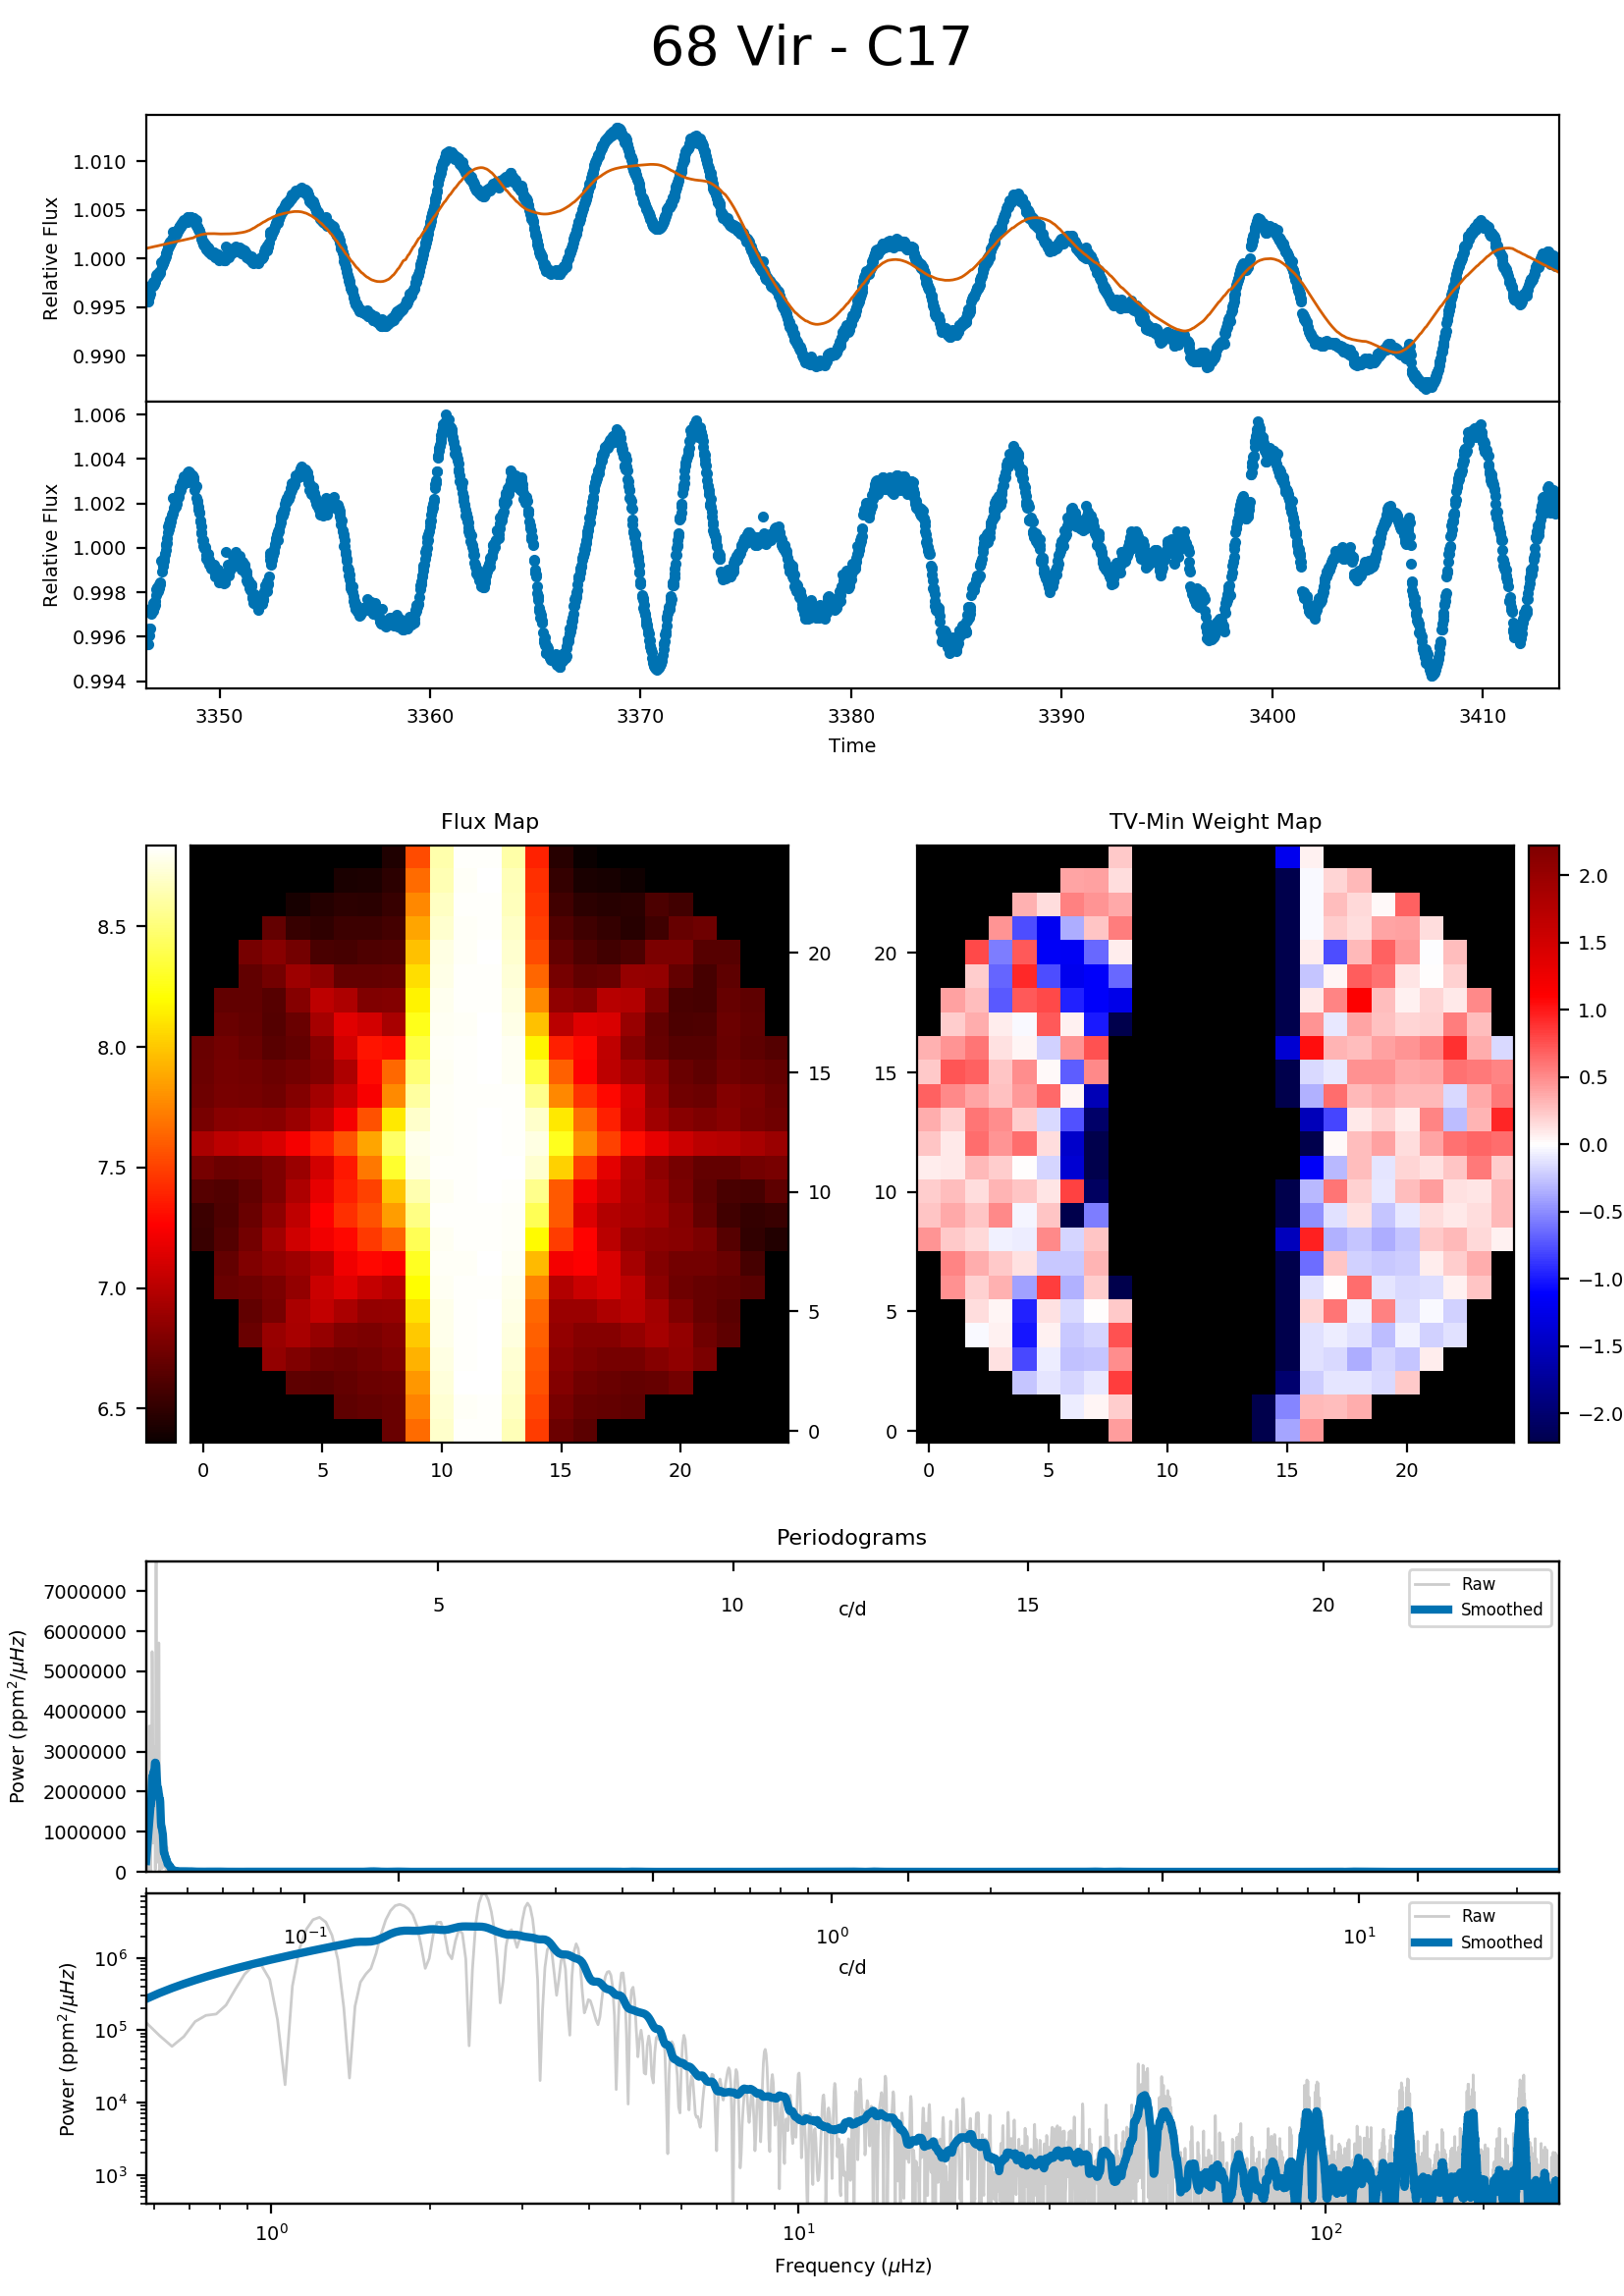 68 Vir - C17
Relative Flux
1.010
1.005
1.000
0.995
0.990
Relative Flux
1.006
1.004
1.002
1.000
0.998
0.996
0.994
3350 3360 3370 3380 3390 3400 3410
Time
Flux Map
8.5
8.0
7.5
7.0
6.5
20
15
10
5
0
0 5 10 15 20
TV-Min Weight Map
20
15
10
5
0
0 5 10 15 20
2.0
1.5
1.0
0.5
0.0
−0.5
−1.0
−1.5
−2.0
Periodograms
Power (ppm²/μHz)
7000000
6000000
5000000
4000000
3000000
2000000
1000000
0
5 10 15 20
c/d
Raw
Smoothed
Power (ppm²/μHz)
10⁶
10⁵
10⁴
10³
10⁻¹ 10⁰ 10¹
c/d
Raw
Smoothed
10⁰ 10¹ 10²
Frequency (μHz)